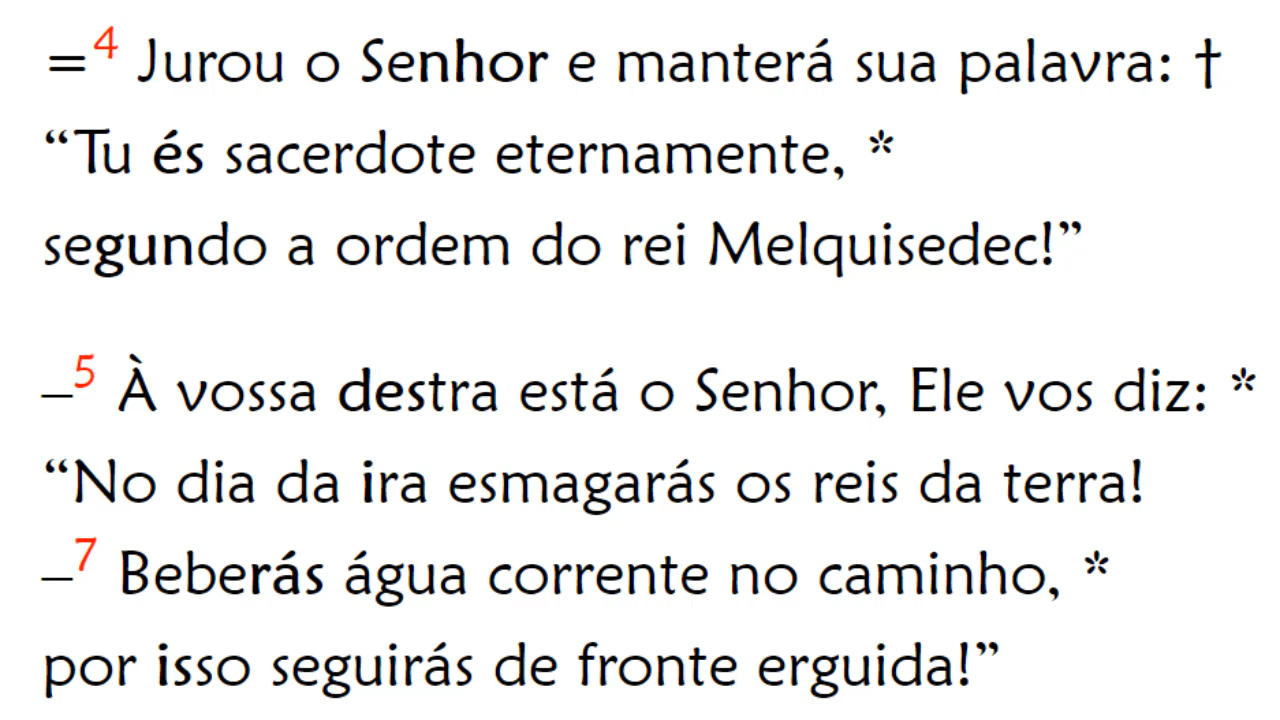 =4 Jurou o Senhor e manterá sua palavra: †
“Tu és sacerdote eternamente, *
segundo a ordem do rei Melquisedec!”
–5 À vossa destra está o Senhor, Ele vos diz: *
“No dia da ira esmagarás os reis da terra!
–7 Beberás água corrente no caminho, *
por isso seguirás de fronte erguida!”